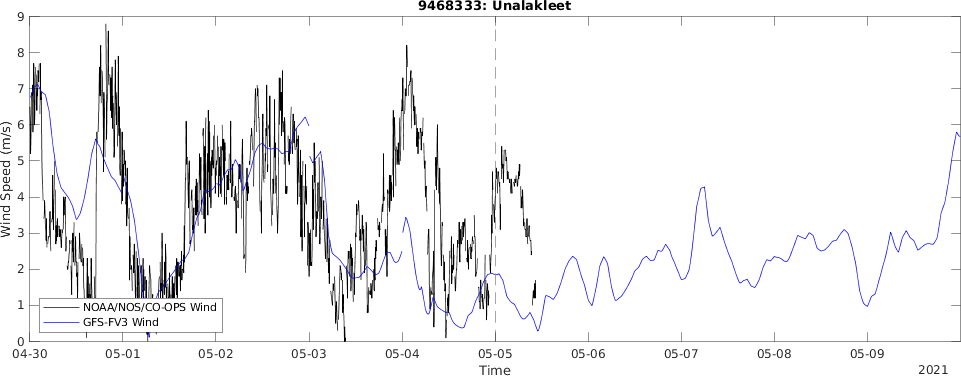 9468333: Unalakleet
9
8
7
6
5
4
3
2
1
0
Wind Speed (m/s)
NOAA/NOS/CO-OPS Wind
GFS-FV3 Wind
04-30 05-01 05-02 05-03 05-04 05-05 05-06 05-07 05-08 05-09
Time
2021